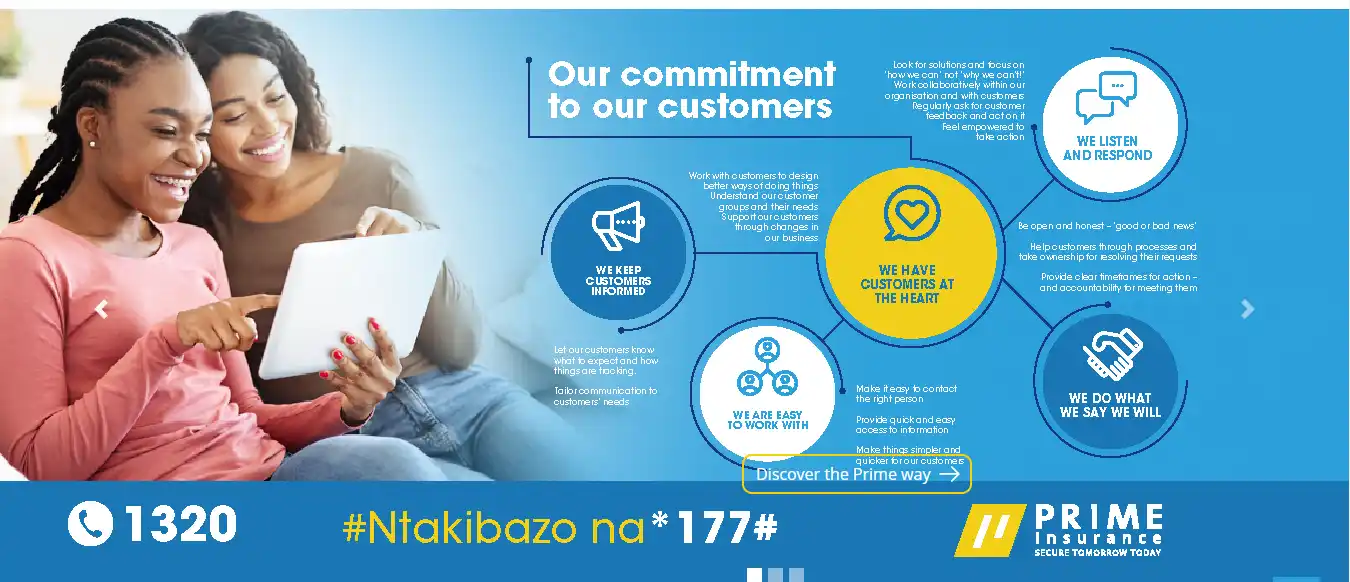 Our commitment
to our customers
Look for solutions and focus on
'how we can' not 'why we can't!'
Work collaboratively within our
organisation and with customers
Regularly ask for customer
feedback and act on it
Feel empowered to
take action
WE LISTEN
AND RESPOND
Work with customers to design
better ways of doing things
Understand our customer
groups and their needs
Support our customers
through changes in
our business
WE HAVE
CUSTOMERS AT
THE HEART
WE KEEP
CUSTOMERS
INFORMED
Be open and honest – 'good or bad news'
Help customers through processes and
take ownership for resolving their requests
Provide clear timeframes for action –
and accountability for meeting them
Let our customers know
what to expect and how
things are tracking.
Tailor communication to
customers' needs
WE ARE EASY
TO WORK WITH
Make it easy to contact
the right person
Provide quick and easy
access to information
Make things simpler and
quicker for our customers
WE DO WHAT
WE SAY WE WILL
Discover the Prime way →
1320
#Ntakibazo na*177#
PRIME
insurance
SECURE TOMORROW TODAY